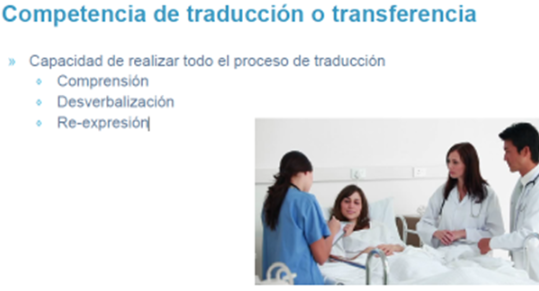 Competencia de traducción o transferencia
Capacidad de realizar todo el proceso de traducción
Comprensión
Desverbalización
Re-expresión